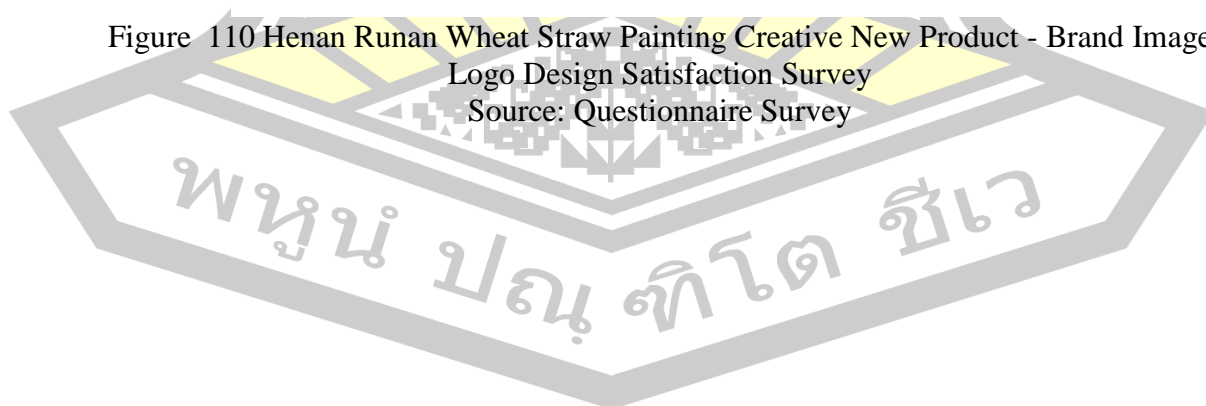 Figure 110 Henan Runan Wheat Straw Painting Creative New Product - Brand Image
Logo Design Satisfaction Survey
Source: Questionnaire Survey
พหูนํ ปณฺฑิโต ชีเว